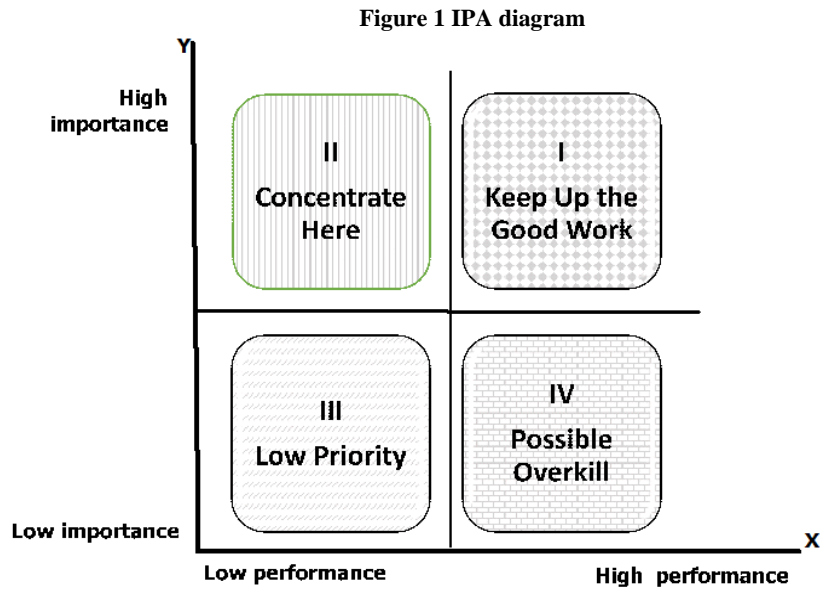 Figure 1 IPA diagram
Y
High
importance
II
Concentrate
Here
I
Keep Up the
Good Work
III
Low Priority
IV
Possible
Overkill
Low importance
X
Low performance
High performance